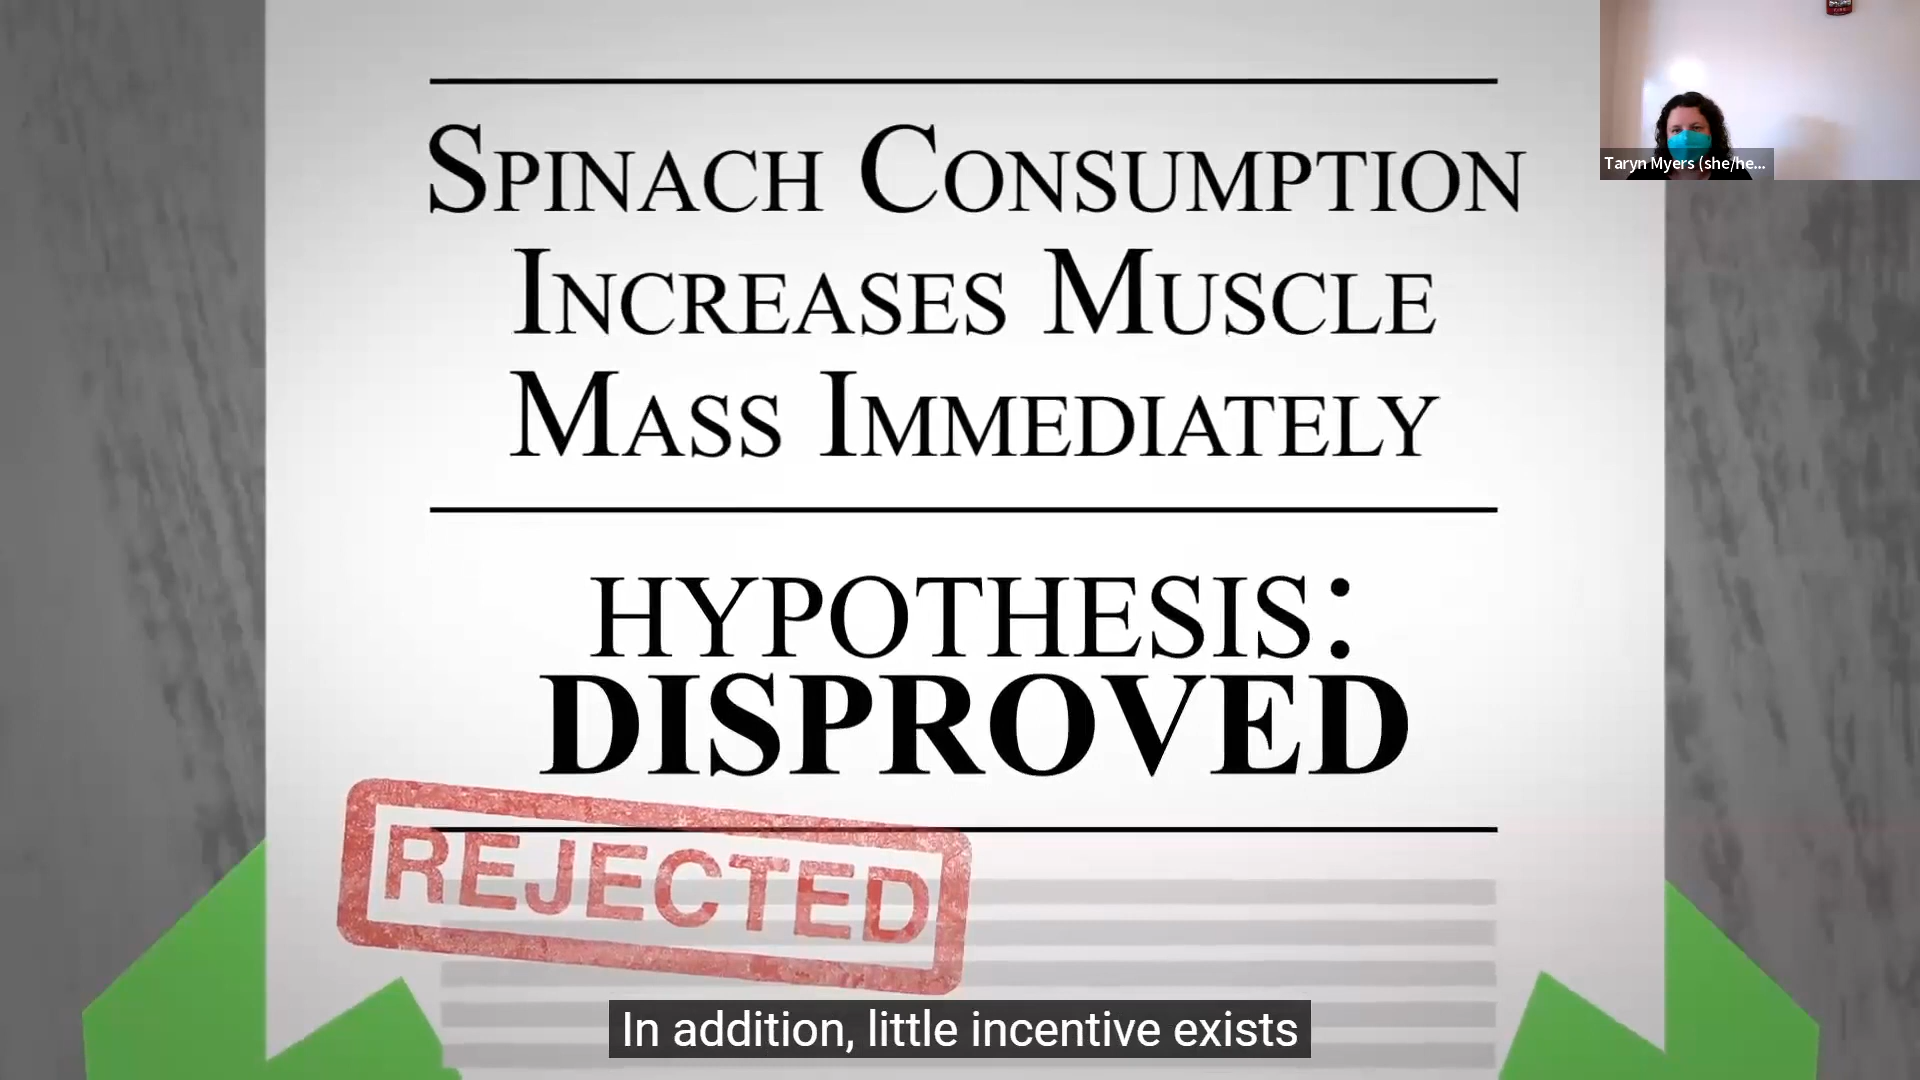 SPINACH CONSUMPTION
INCREASES MUSCLE
MASS IMMEDIATELY
HYPOTHESIS:
DISPROVED
REJECTED
In addition, little incentive exists
Taryn Myers (she/he...